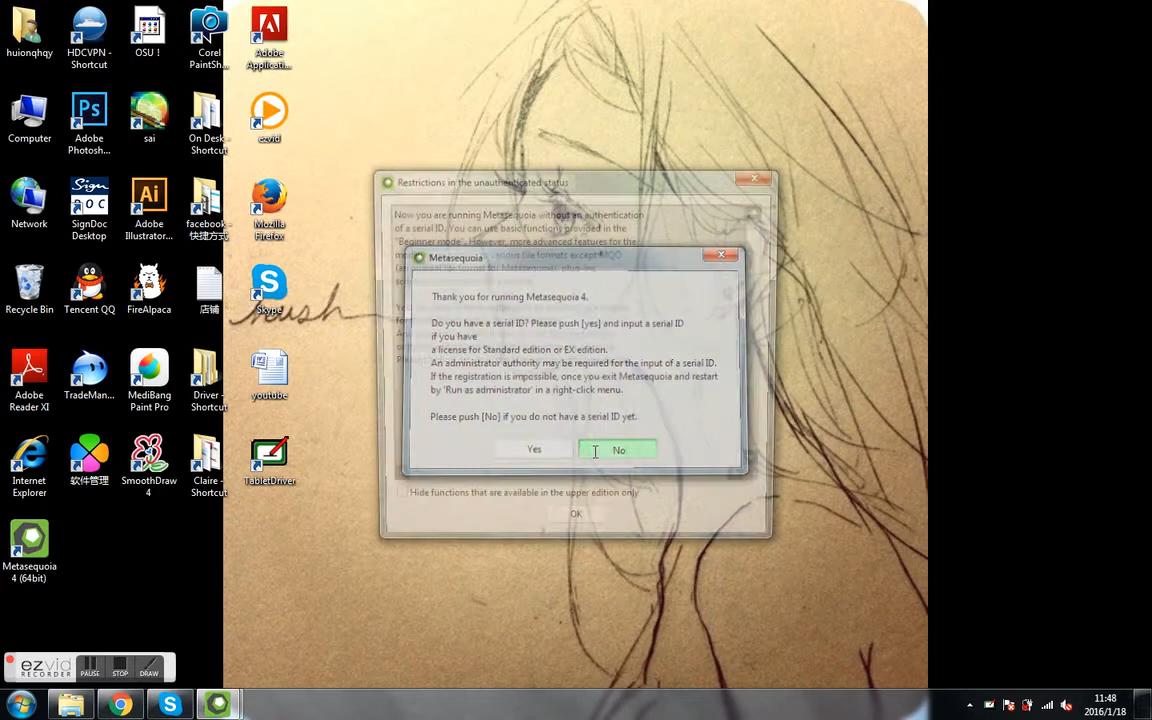 huionqhqy
HDCVPN -
Shortcut
OSU !
Corel
PaintSh...
Adobe
Applicati...
Computer
Adobe
Photosh...
sai
On Desk -
Shortcut
ezvid
Network
Sign
DOC
SignDoc
Desktop
Adobe
Illustrator...
facebook -
快捷方式
Mozilla
Firefox
Recycle Bin
Tencent QQ
FireAlpaca
店铺
Skype
hush
Adobe
Reader XI
TradeMan...
MediBang
Paint Pro
Driver -
Shortcut
youtube
Internet
Explorer
软件管理
SmoothDraw
4
Claire -
Shortcut
TabletDriver
Metasequoia
4 (64bit)
Restrictions in the unauthenticated status
Now you are running Metasequoia without an authentication
of a serial ID. You can use basic functions provided in the
"Beginner mode". However, more advanced features for the
file formats except MQO
Metasequoia
Thank you for running Metasequoia 4.
Do you have a serial ID? Please push [yes] and input a serial ID
if you have
a license for Standard edition or EX edition.
An administrator authority may be required for the input of a serial ID.
If the registration is impossible, once you exit Metasequoia and restart
by 'Run as administrator' in a right-click menu.
Please push [No] if you do not have a serial ID yet.
Yes
No
Hide functions that are available in the upper edition only
OK
ezvid
RECORDER
PAUSE
STOP
DRAW
11:48
2016/1/18